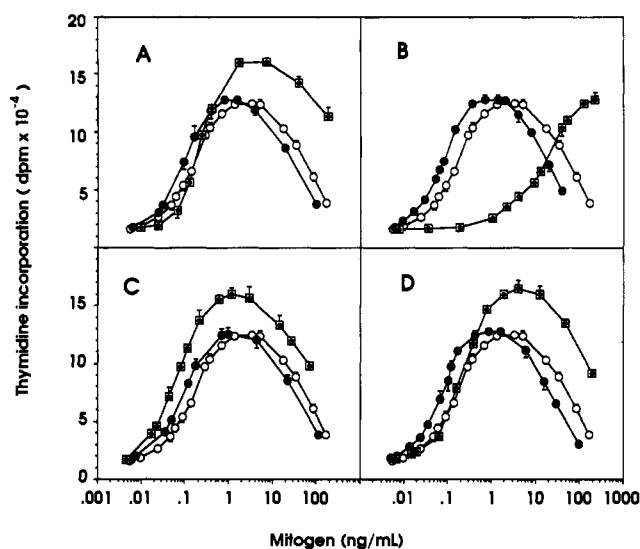 Thymidine incorporation ( dpm x 10⁻⁴ )
20
15
10
5
A
B
15
10
5
0
C
D
.001 .01 .1 1 10 100 .01 .1 1 10 100 1000
Mitogen (ng/mL)